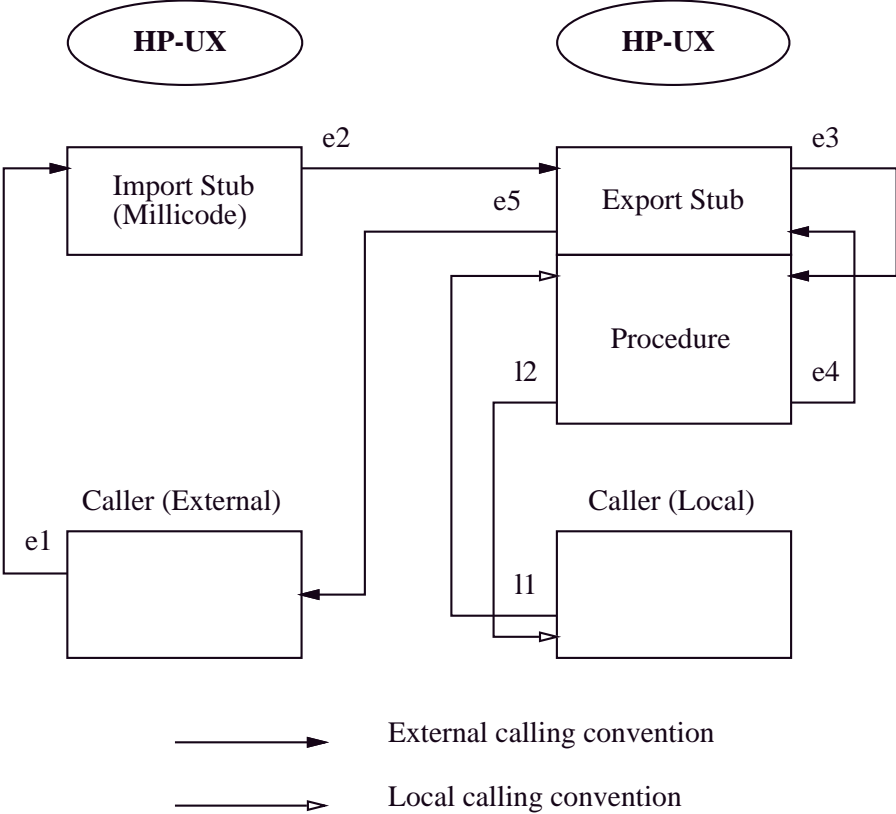 HP-UX
HP-UX
e2
e3
Import Stub
(Millicode)
e5
Export Stub
Procedure
l2
e4
Caller (External)
Caller (Local)
e1
l1
External calling convention
Local calling convention